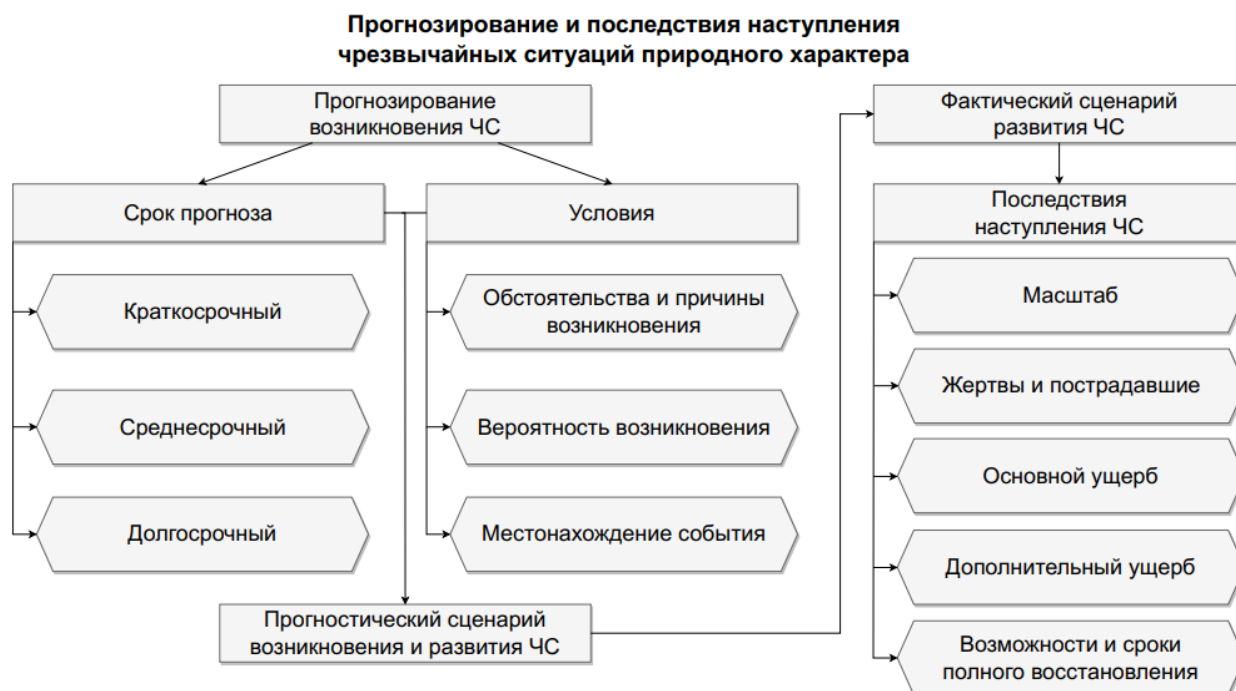 Прогнозирование и последствия наступления
чрезвычайных ситуаций природного характера
Прогнозирование
возникновения ЧС
Срок прогноза
Краткосрочный
Среднесрочный
Долгосрочный
Условия
Обстоятельства и причины
возникновения
Вероятность возникновения
Местонахождение события
Прогностический сценарий
возникновения и развития ЧС
Фактический сценарий
развития ЧС
Последствия
наступления ЧС
Масштаб
Жертвы и пострадавшие
Основной ущерб
Дополнительный ущерб
Возможности и сроки
полного восстановления